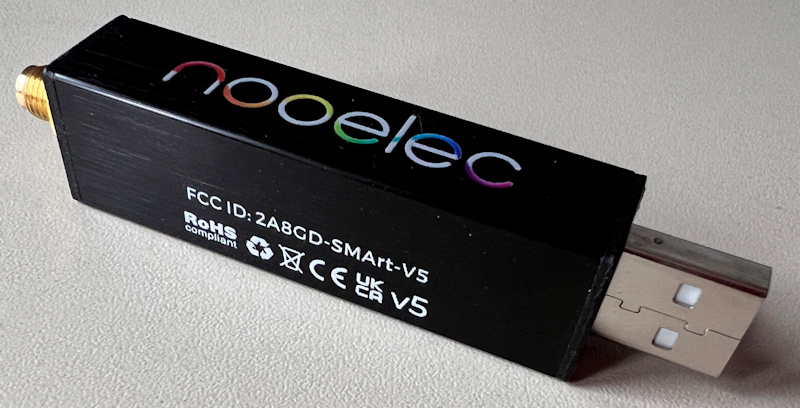 nooelec
FCC ID: 2A8GD-SMArt-V5
RoHS
compliant
CE
UK
CA
v5